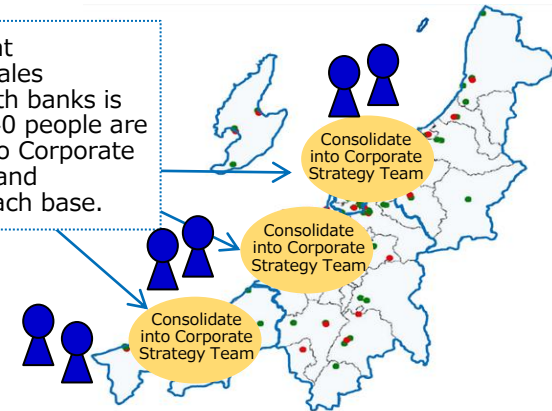 at
ales
th banks is
0 people are
o Corporate
and
ach base.
Consolidate
into Corporate
Strategy Team
Consolidate
into Corporate
Strategy Team
Consolidate
into Corporate
Strategy Team